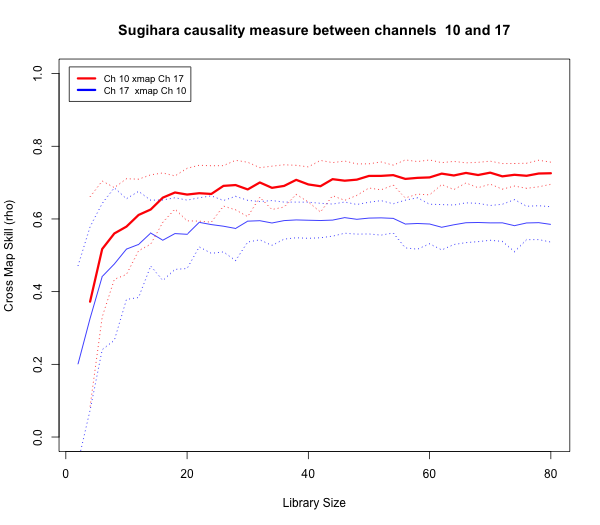 Sugihara causality measure between channels  10 and 17
Ch 10 xmap Ch 17
Ch 17  xmap Ch 10
Cross Map Skill (rho)
1.0
0.8
0.6
0.4
0.2
0.0
0 20 40 60 80
Library Size